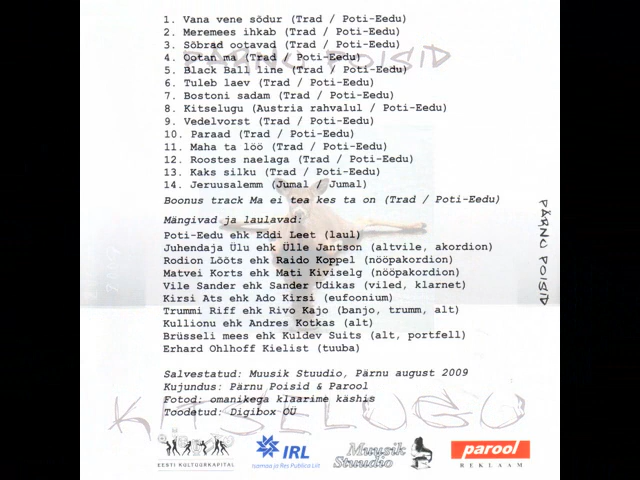 1. Vana vene sõdur (Trad / Poti-Eedu)
2. Meremees ihkab (Trad / Poti-Eedu)
3. Sõbrad ootavad (Trad / Poti-Eedu)
4. Ootan ma (Trad / Poti-Eedu)
5. Black Ball line (Trad / Poti-Eedu)
6. Tuleb laev (Trad / Poti-Eedu)
7. Bostoni sadam (Trad / Poti-Eedu)
8. Kitselugu (Austria rahvalul / Poti-Eedu)
9. Vedelvorst (Trad / Poti-Eedu)
10. Paraad (Trad / Poti-Eedu)
11. Maha ta löö (Trad / Poti-Eedu)
12. Roostes naelaga (Trad / Poti-Eedu)
13. Kaks silku (Trad / Poti-Eedu)
14. Jeruusalemm (Jumal / Jumal)
Boonus track Ma ei tea kes ta on (Trad / Poti-Eedu)
Mängivad ja laulavad:
Poti-Eedu ehk Eddi Leet (laul)
Juhendaja Ülu ehk Ülle Jantson (altvile, akordion)
Rodion Lööts ehk Raido Koppel (nööpakordion)
Matvei Korts ehk Mati Kiviselg (nööpakordion)
Vile Sander ehk Sander Udikas (viled, klarnet)
Kirsi Ats ehk Ado Kirsi (eufoonium)
Trummi Riff ehk Rivo Kajo (banjo, trumm, alt)
Kullionu ehk Andres Kotkas (alt)
Brüsseli mees ehk Kuldev Suits (alt, portfell)
Erhard Ohlhoff Kielist (tuuba)
Salvestatud: Muusik Stuudio, Pärnu august 2009
Kujundus: Pärnu Poisid & Parool
Fotod: omanikega klaarime käshis
Toodetud: Digibox OÜ
PÄRNU POISID
PÄRNU POISID
KITSELUGU
EESTI KULTUURKAPITAL
IRL
Isamaa ja Res Publica Liit
Muusik
Stuudio
parool
REKLAAM